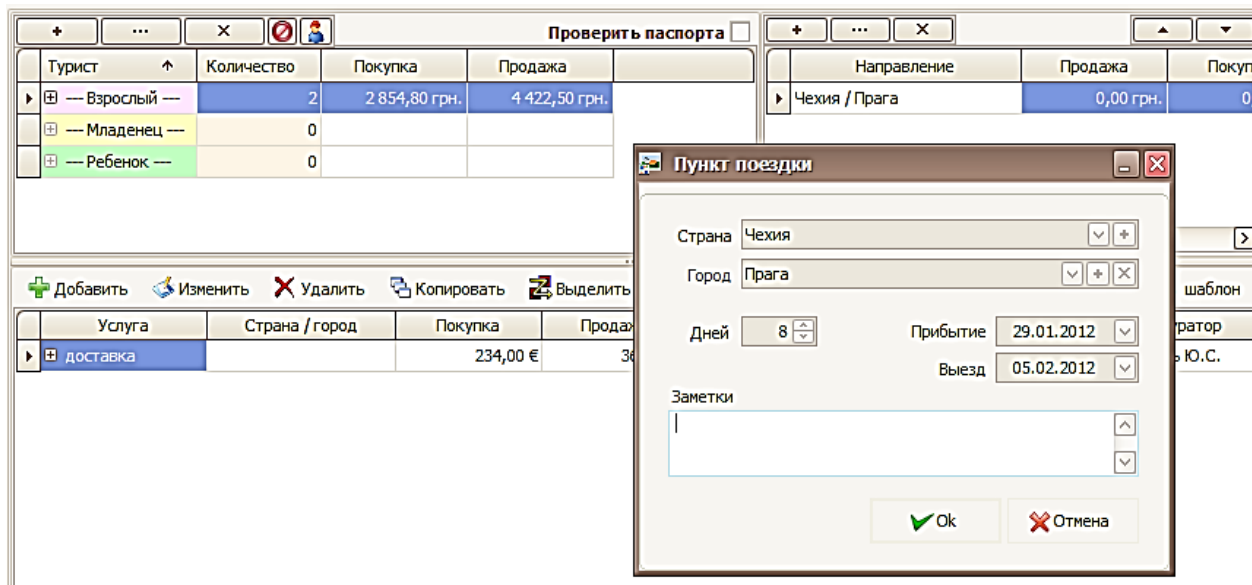 Проверить паспорта
Турист Количество Покупка Продажа
--- Взрослый --- 2 2 854,80 грн. 4 422,50 грн.
--- Младенец --- 0
--- Ребенок --- 0
Направление Продажа
Чехия / Прага 0,00 грн.
Добавить Изменить Удалить Копировать Выделить шаблон
Услуга Страна / город Покупка
доставка 234,00 € Ю.С.
Пункт поездки
Страна Чехия
Город Прага
Дней 8 Прибытие 29.01.2012
Выезд 05.02.2012
Заметки
Ok Отмена